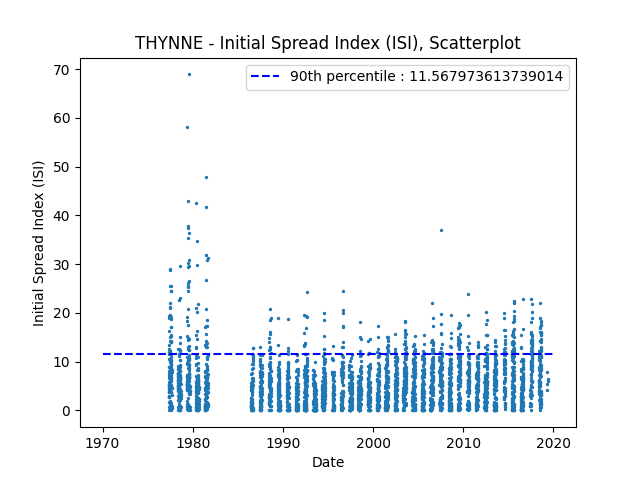 THYNNE - Initial Spread Index (ISI), Scatterplot
90th percentile : 11.567973613739014
Initial Spread Index (ISI)
70
60
50
40
30
20
10
0
1970 1980 1990 2000 2010 2020
Date